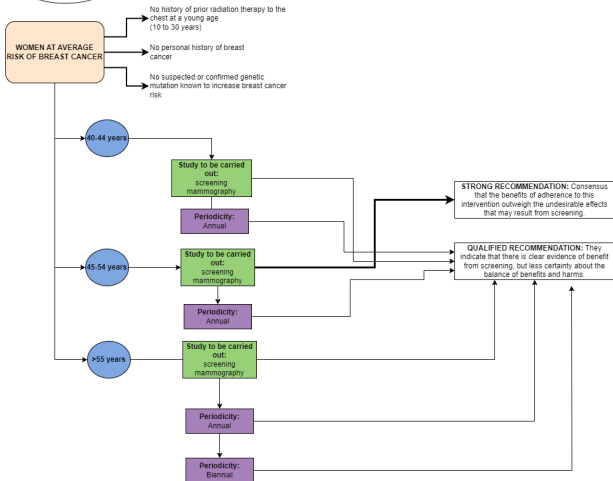 No history of prior radiation therapy to the
chest at a young age
(10 to 30 years)
WOMEN AT AVERAGE
RISK OF BREAST CANCER
No personal history of breast
cancer
No suspected or confirmed genetic
mutation known to increase breast cancer
risk
40-44 years
Study to be carried
out:
screening
mammography
Periodicity:
Annual
STRONG RECOMMENDATION: Consensus
that the benefits of adherence to this
intervention outweigh the undesirable effects
that may result from screening.
45-54 years
Study to be carried
out:
screening
mammography
Periodicity:
Annual
QUALIFIED RECOMMENDATION: They
indicate that there is clear evidence of benefit
from screening, but less certainty about the
balance of benefits and harms.
>55 years
Study to be carried
out:
screening
mammography
Periodicity:
Annual
Periodicity:
Biennial